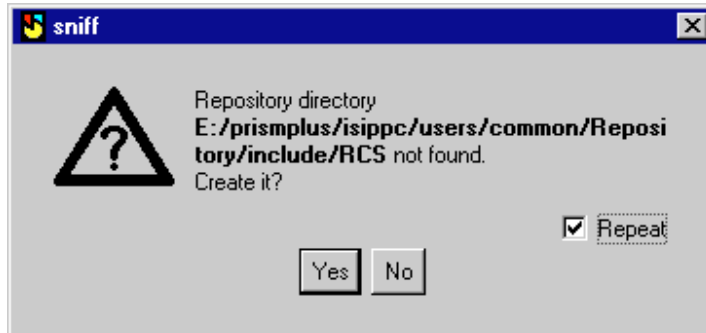 sniff
Repository directory
E:/prismplus/isippc/users/common/Reposi
tory/include/RCS not found.
Create it?
Repeat
Yes No